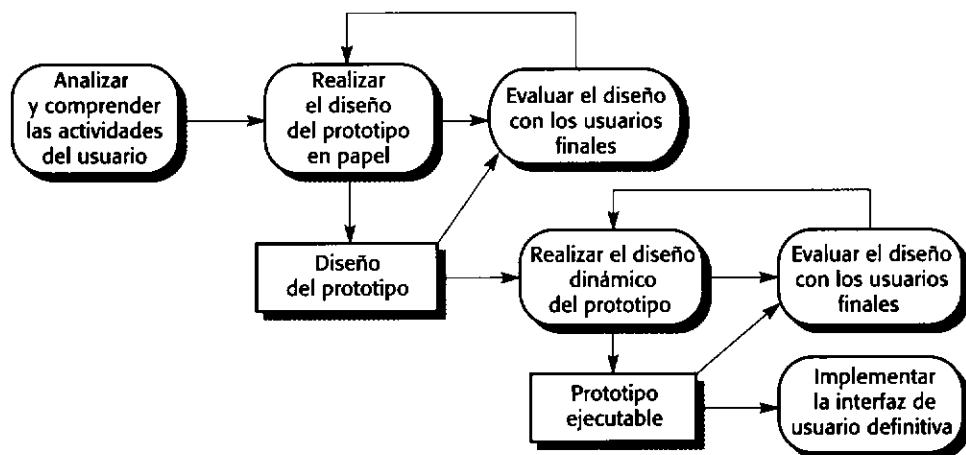 Analizar
y comprender
las actividades
del usuario
Realizar
el diseño
del prototipo
en papel
Evaluar el diseño
con los usuarios
finales
Diseño
del prototipo
Realizar el diseño
dinámico
del prototipo
Evaluar el diseño
con los usuarios
finales
Prototipo
ejecutable
Implementar
la interfaz de
usuario definitiva